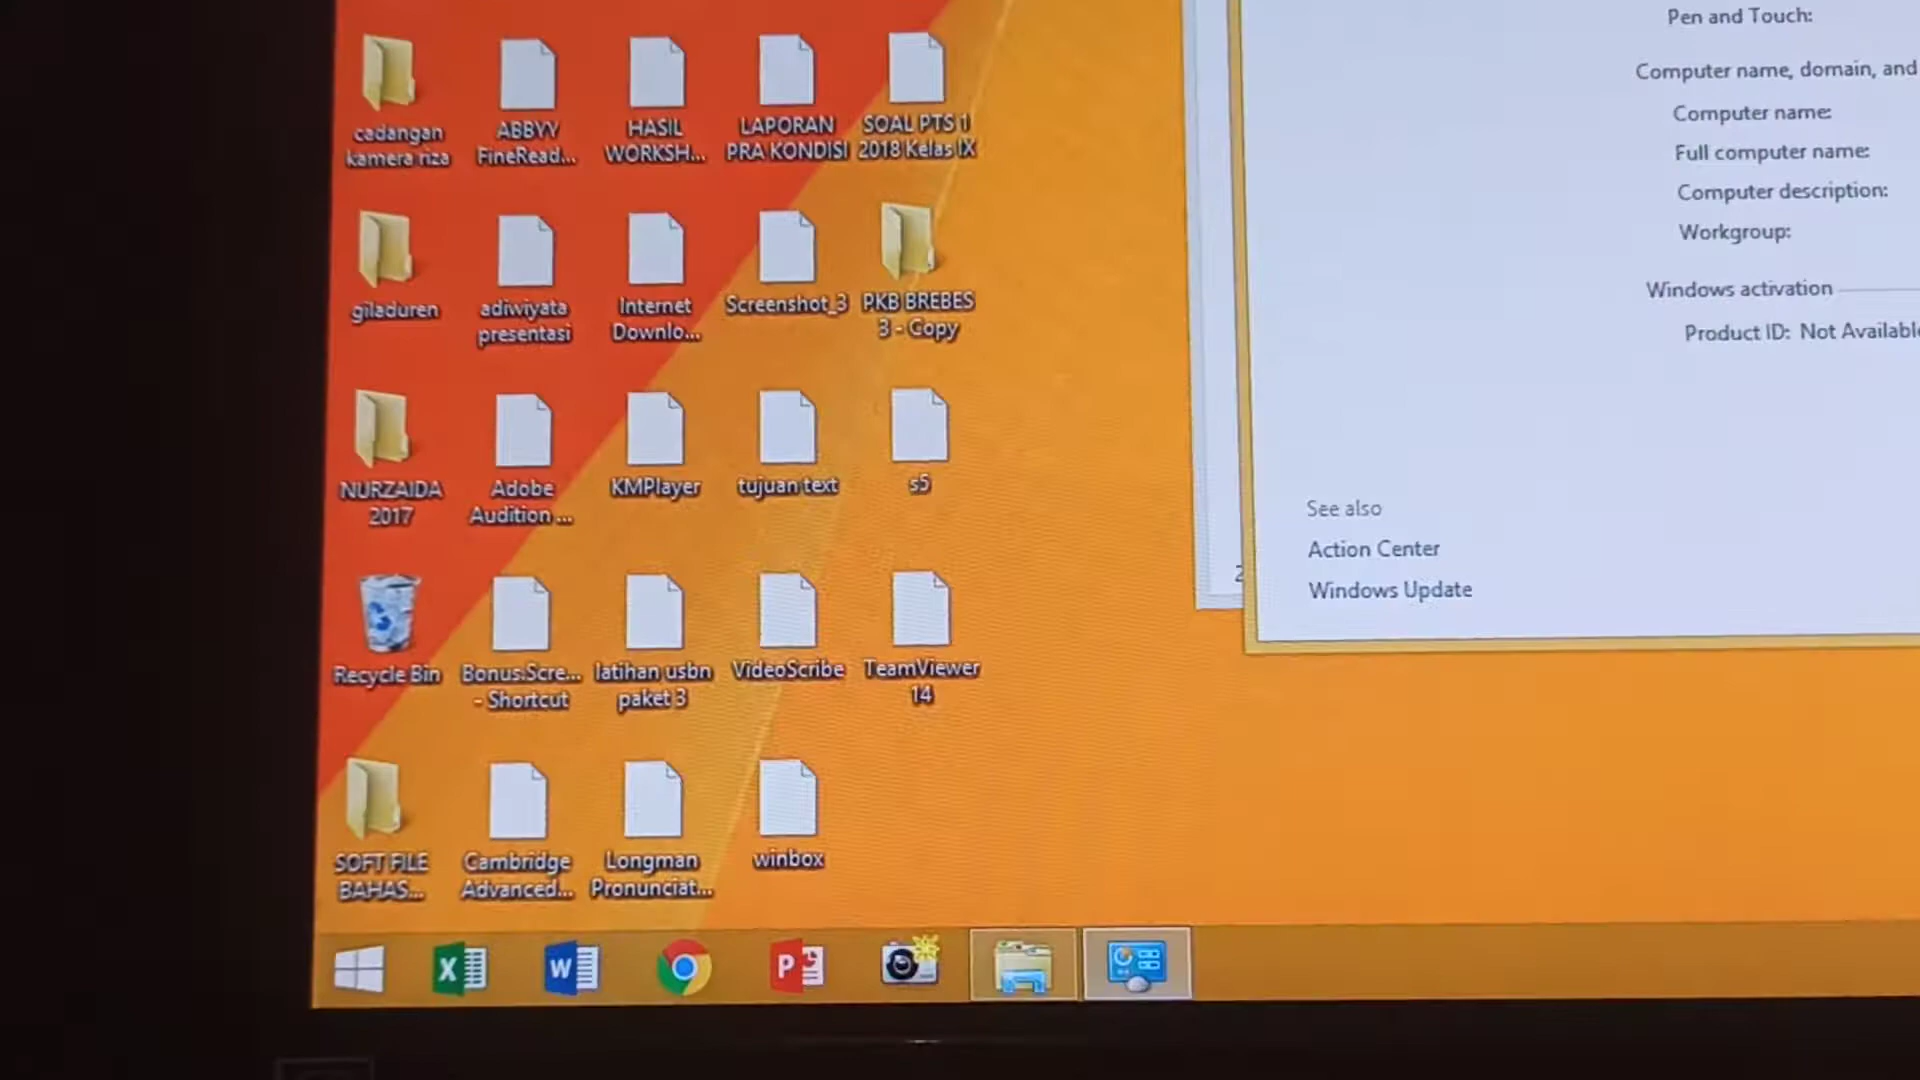 cadangan
kamera riza
ABBYY
FineRead...
HASIL
WORKSH...
LAPORAN
PRA KONDISI
SOAL PTS 1
2018 Kelas IX
giladuren
adiwiyata
presentasi
Internet
Downlo...
Screenshot_3
PKB BREBES
3 - Copy
NURZAIDA
2017
Adobe
Audition ...
KMPlayer
tujuan text
s5
Recycle Bin
Bonus.Scre...
- Shortcut
latihan usbn
paket 3
VideoScribe
TeamViewer
14
SOFT FILE
BAHAS...
Cambridge
Advanced...
Longman
Pronunciat...
winbox
Pen and Touch:
Computer name, domain, and
Computer name:
Full computer name:
Computer description:
Workgroup:
Windows activation
Product ID: Not Available
See also
Action Center
Windows Update
2
X
W
P